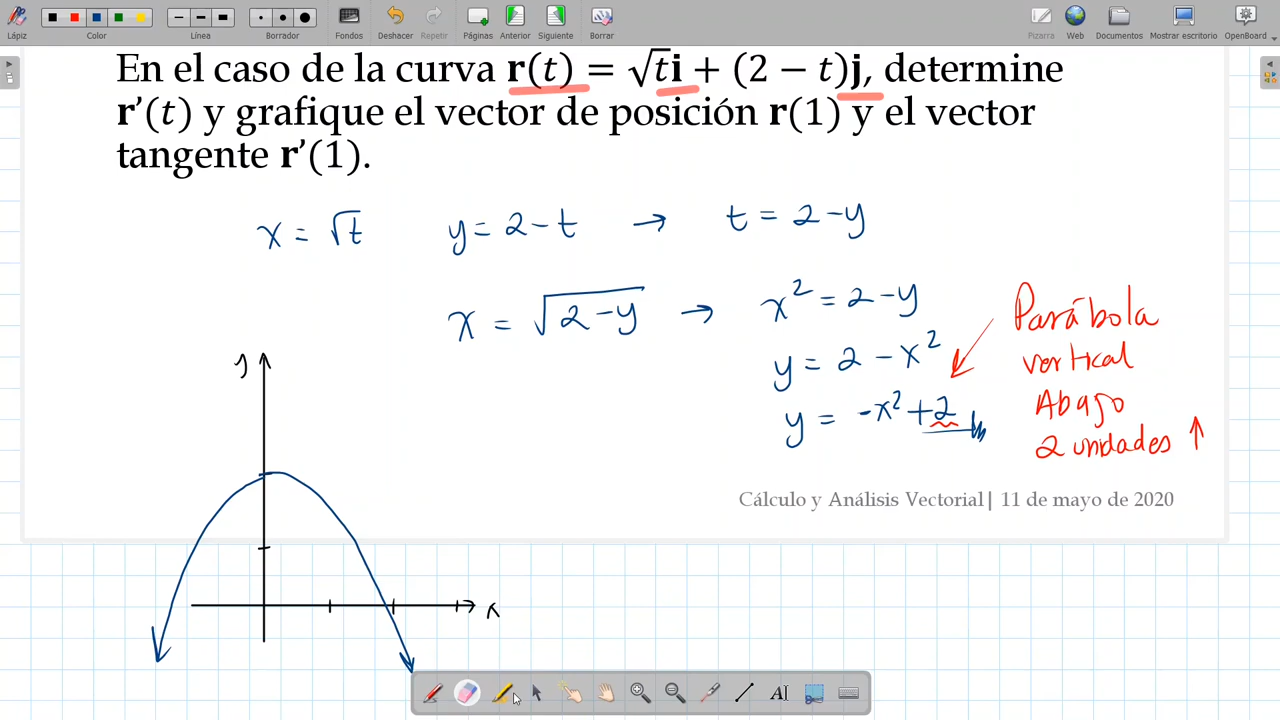 Lápiz
Color
Línea
Borrador
Fondos
Deshacer
Repetir
Páginas
Anterior
Siguiente
Borrar
Pizarra
Web
Documentos
Mostrar escritorio
OpenBoard
En el caso de la curva r(t) = √t i + (2 − t)j, determine
r’(t) y grafique el vector de posición r(1) y el vector
tangente r’(1).
x = √t    y = 2 - t → t = 2 - y
x = √(2 - y) → x² = 2 - y
y = 2 - x²
y = -x² + 2
Parábola
vertical
Abajo
2 unidades ↑
y
x
Cálculo y Análisis Vectorial| 11 de mayo de 2020
AI